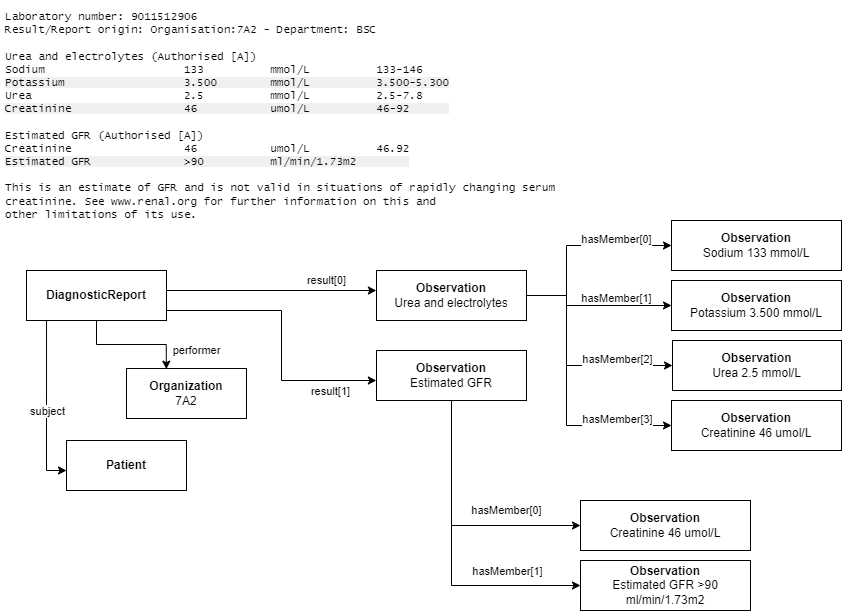 Laboratory number: 9011512906
Result/Report origin: Organisation:7A2 - Department: BSC
Urea and electrolytes (Authorised [A])
Sodium 133 mmol/L 133-146
Potassium 3.500 mmol/L 3.500-5.300
Urea 2.5 mmol/L 2.5-7.8
Creatinine 46 umol/L 46-92
Estimated GFR (Authorised [A])
Creatinine 46 umol/L 46.92
Estimated GFR >90 ml/min/1.73m2
This is an estimate of GFR and is not valid in situations of rapidly changing serum
creatinine. See www.renal.org for further information on this and
other limitations of its use.
DiagnosticReport
subject
Patient
performer
Organization
7A2
result[0]
Observation
Urea and electrolytes
hasMember[0]
Observation
Sodium 133 mmol/L
hasMember[1]
Observation
Potassium 3.500 mmol/L
hasMember[2]
Observation
Urea 2.5 mmol/L
hasMember[3]
Observation
Creatinine 46 umol/L
result[1]
Observation
Estimated GFR
hasMember[0]
Observation
Creatinine 46 umol/L
hasMember[1]
Observation
Estimated GFR >90
ml/min/1.73m2